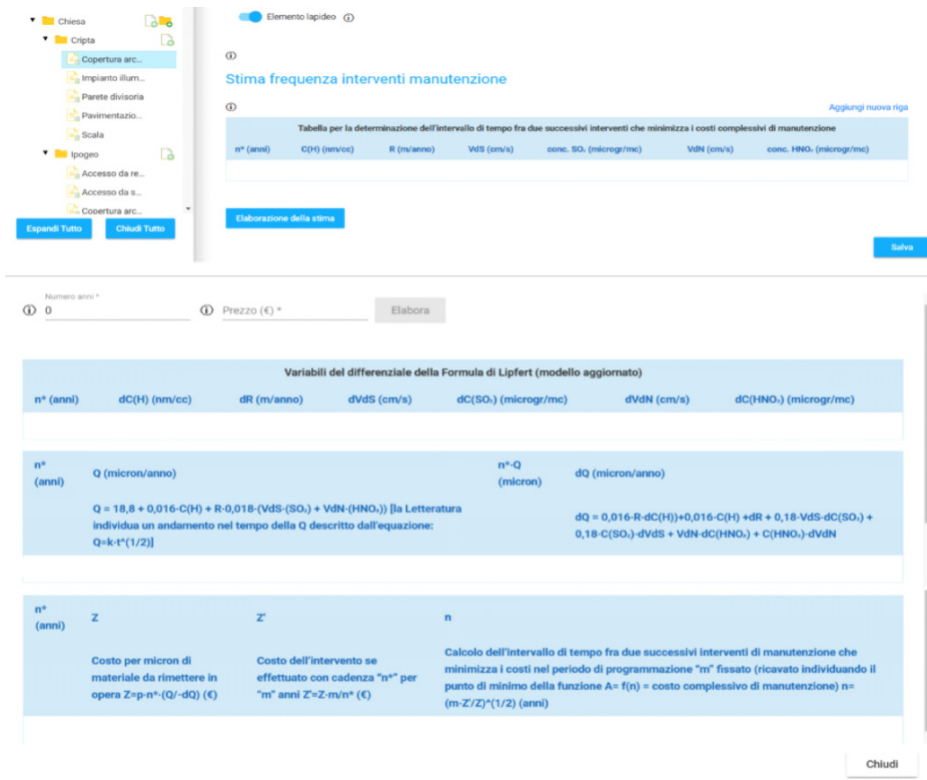 Chiesa
Cripta
Copertura arc...
Impianto illum...
Parete divisoria
Pavimentazio...
Scala
Ipogeo
Accesso da re...
Accesso da s...
Copertura arc...
Espandi Tutto
Chiudi Tutto
Elemento lapideo
Stima frequenza interventi manutenzione
Aggiungi nuova riga
Tabella per la determinazione dell'intervallo di tempo fra due successivi interventi che minimizza i costi complessivi di manutenzione
n* (anni) C(H) (nm/cc) R (m/anno) VdS (cm/s) conc. SO₂ (microgr/mc) VdN (cm/s) conc. HNO₃ (microgr/mc)
Elaborazione della stima
Salva
Numero anni *
0
Prezzo (€) *
Elabora
Variabili del differenziale della Formula di Lipfert (modello aggiornato)
n* (anni) dC(H) (nm/cc) dR (m/anno) dVdS (cm/s) dC(SO₂) (microgr/mc) dVdN (cm/s) dC(HNO₃) (microgr/mc)
n*
(anni)
Q (micron/anno)
n*-Q
(micron)
dQ (micron/anno)
Q = 18,8 + 0,016-C(H) + R-0,018-(VdS-(SO₂) + VdN-(HNO₃)) [la Letteratura
individua un andamento nel tempo della Q descritto dall'equazione:
Q=k-t^(1/2)]
dQ = 0,016-R-dC(H))+0,016-C(H) +dR + 0,18-VdS-dC(SO₂) +
0,18-C(SO₂)-dVdS + VdN-dC(HNO₃) + C(HNO₃)-dVdN
n*
(anni)
Z
Z'
n
Costo per micron di
materiale da rimettere in
opera Z=p-n*-(Q/-dQ) (€)
Costo dell'intervento se
effettuato con cadenza "n*" per
"m" anni Z'=Z-m/n* (€)
Calcolo dell'intervallo di tempo fra due successivi interventi di manutenzione che
minimizza i costi nel periodo di programmazione "m" fissato (ricavato individuando il
punto di minimo della funzione A= f(n) = costo complessivo di manutenzione) n=
(m-Z'/Z)^(1/2) (anni)
Chiudi